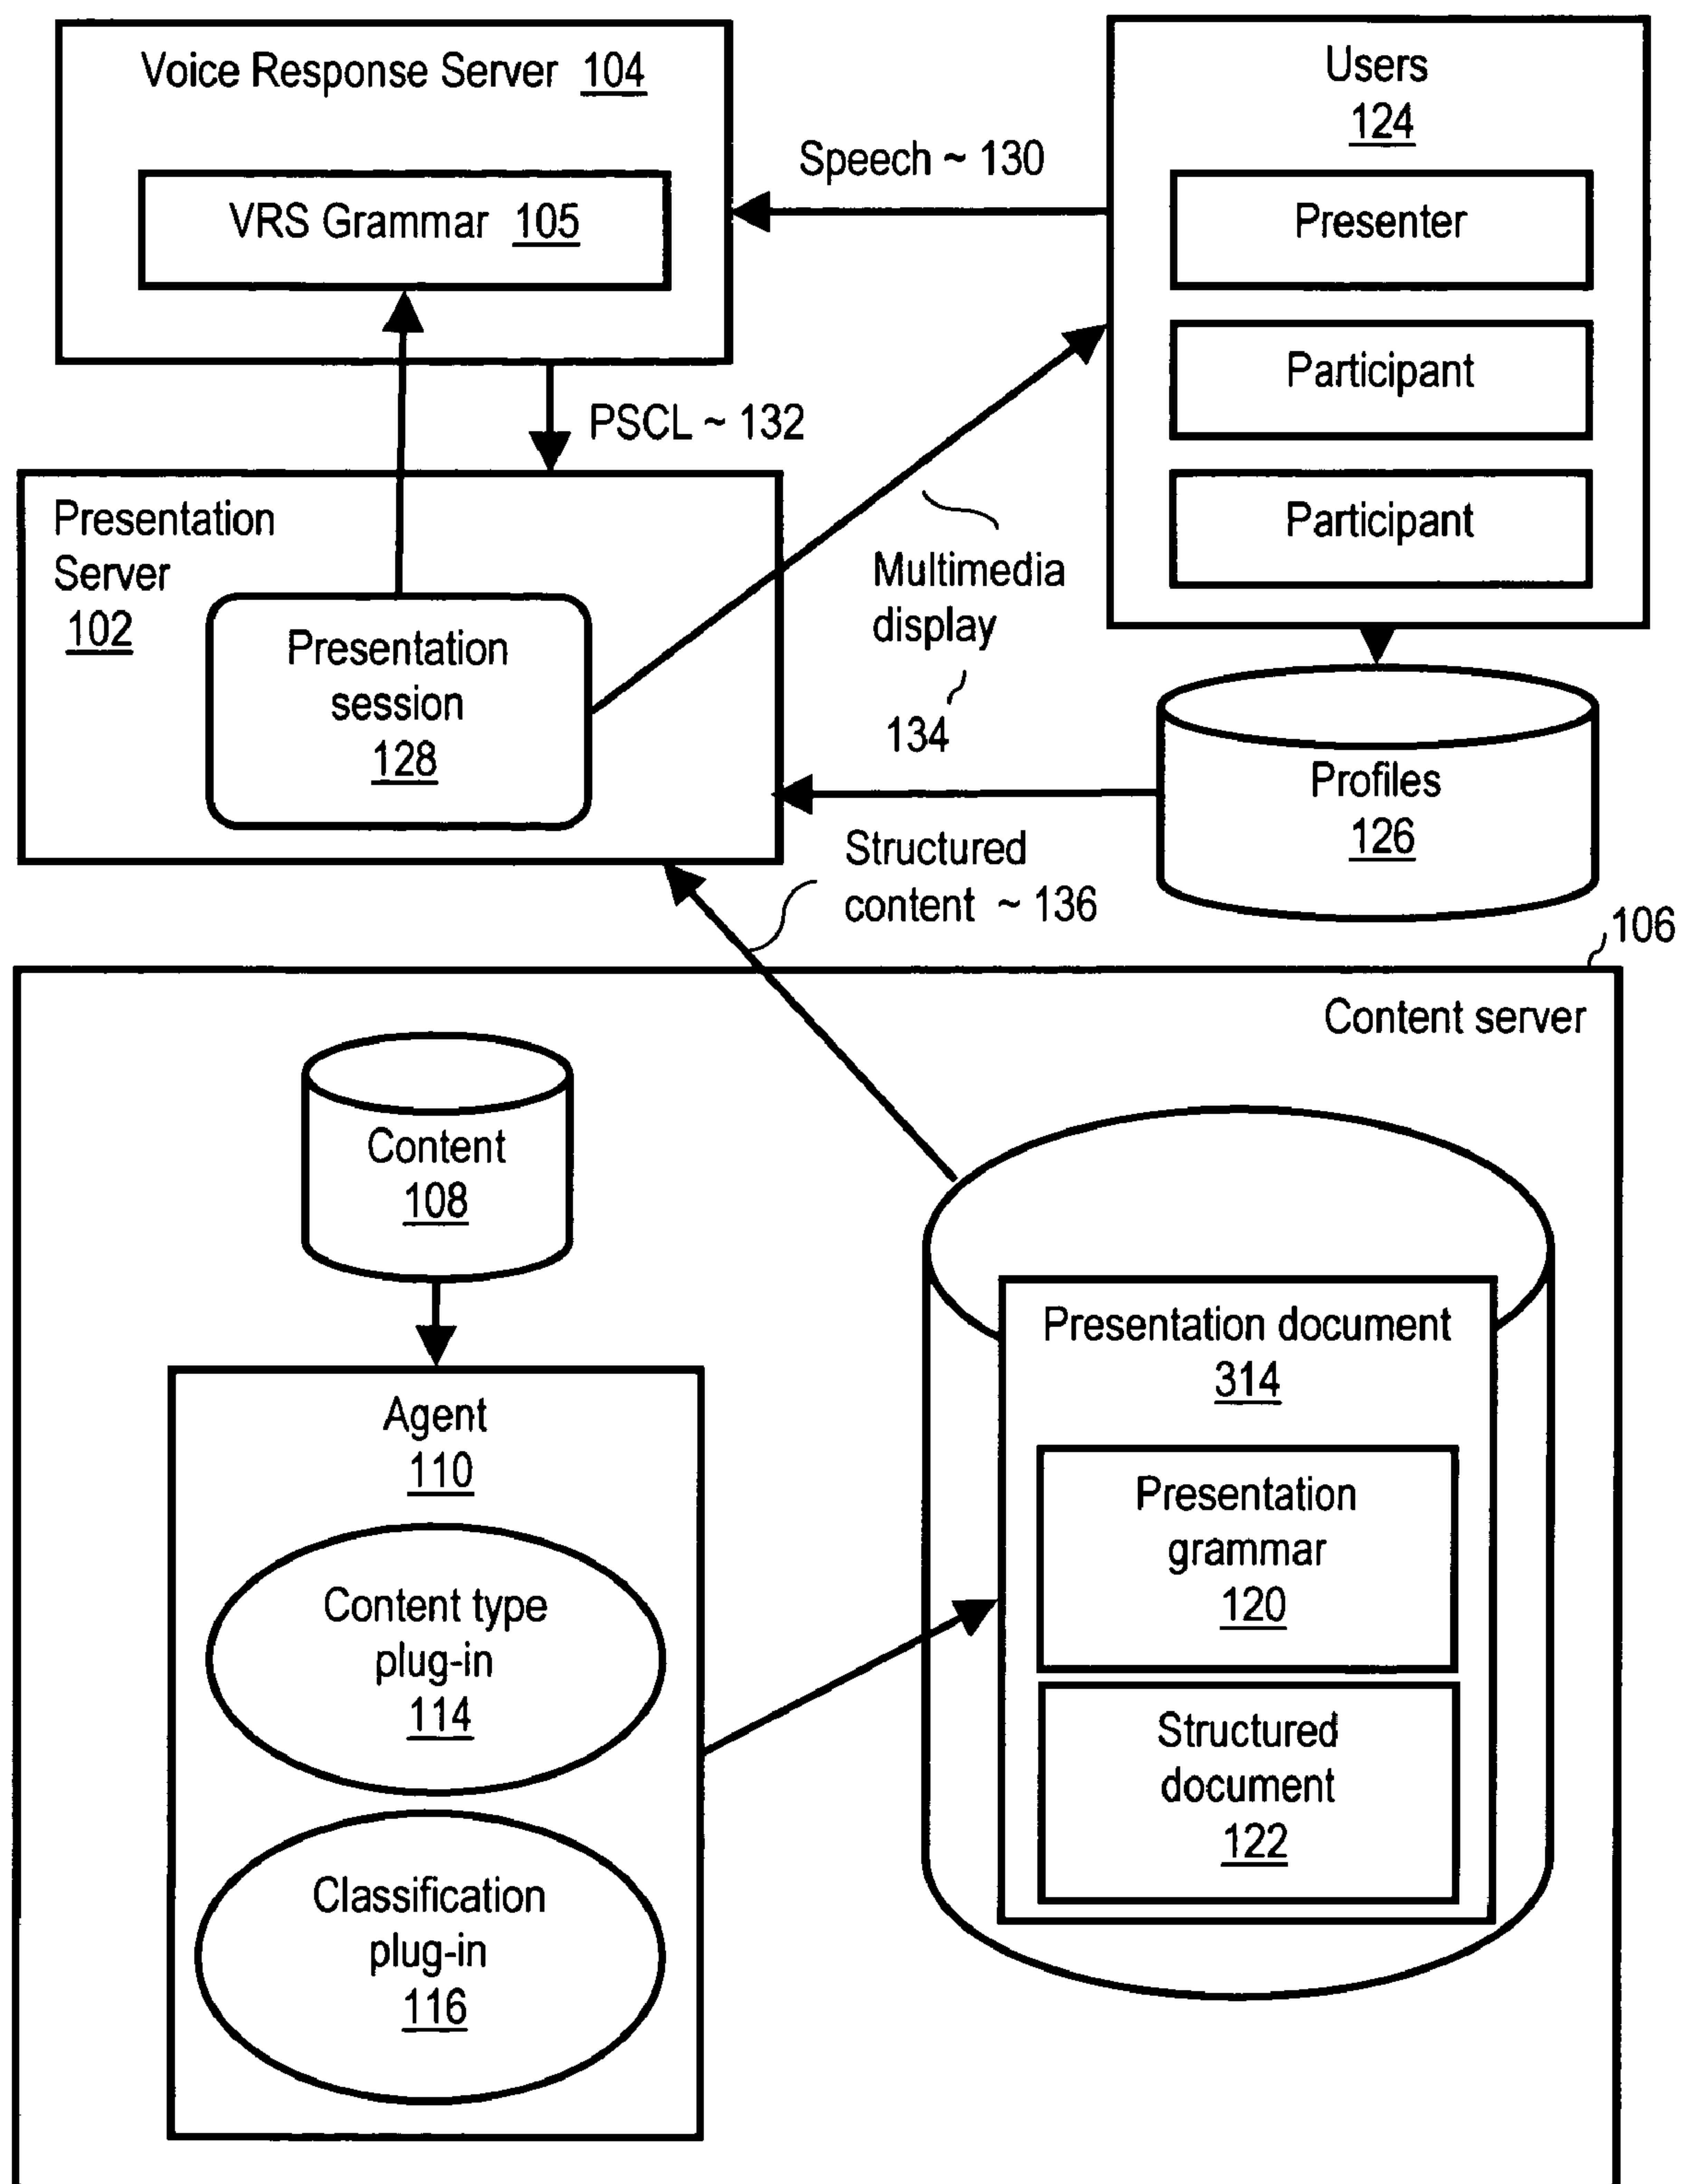 Voice Response Server 104
VRS Grammar 105
Speech ~ 130
Users
124
Presenter
Participant
Participant
PSCL ~ 132
Presentation
Server
102
Presentation
session
128
Multimedia
display
134
Profiles
126
Structured
content ~ 136
106
Content server
Content
108
Agent
110
Content type
plug-in
114
Classification
plug-in
116
Presentation document
314
Presentation
grammar
120
Structured
document
122